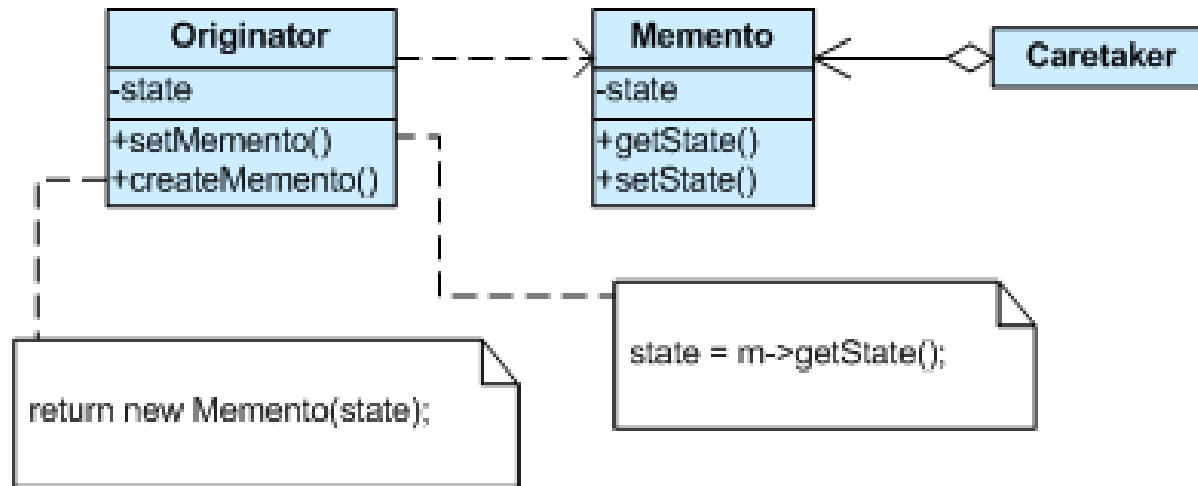 Originator
-state
+setMemento()
+createMemento()
Memento
-state
+getState()
+setState()
Caretaker
state = m->getState();
return new Memento(state);